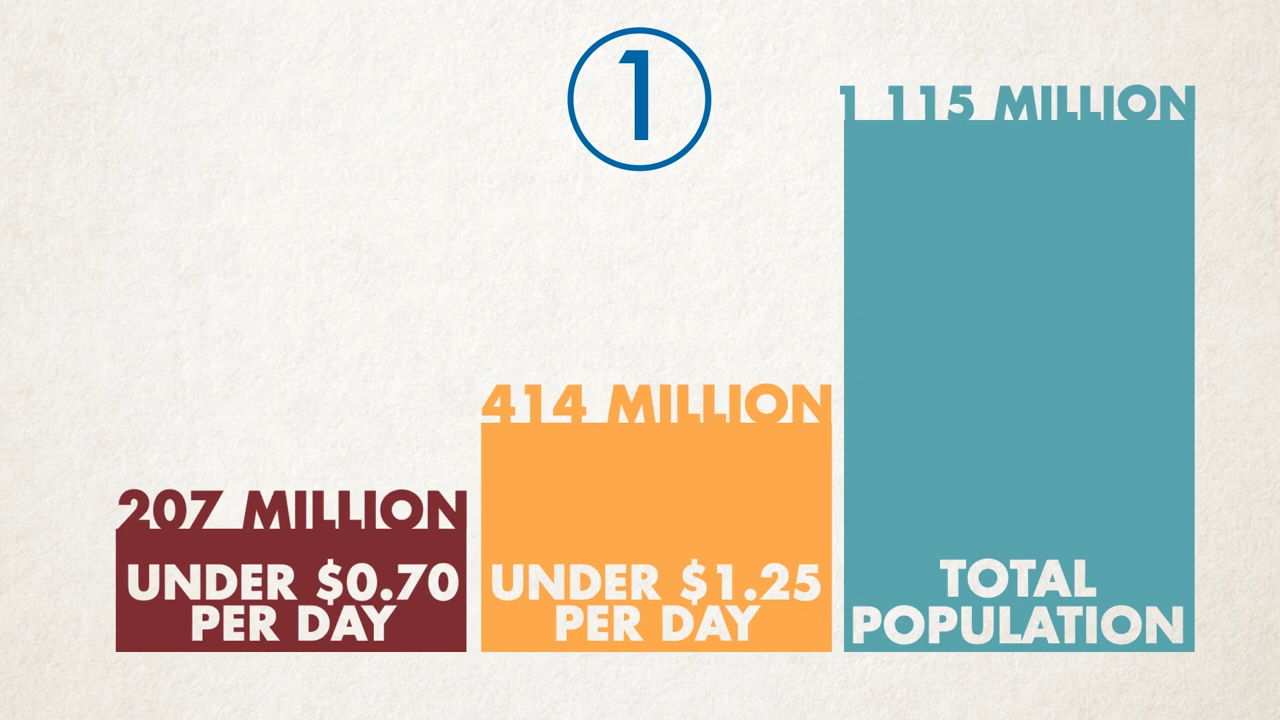 1
207 MILLION
UNDER $0.70
PER DAY
414 MILLION
UNDER $1.25
PER DAY
1 115 MILLION
TOTAL
POPULATION